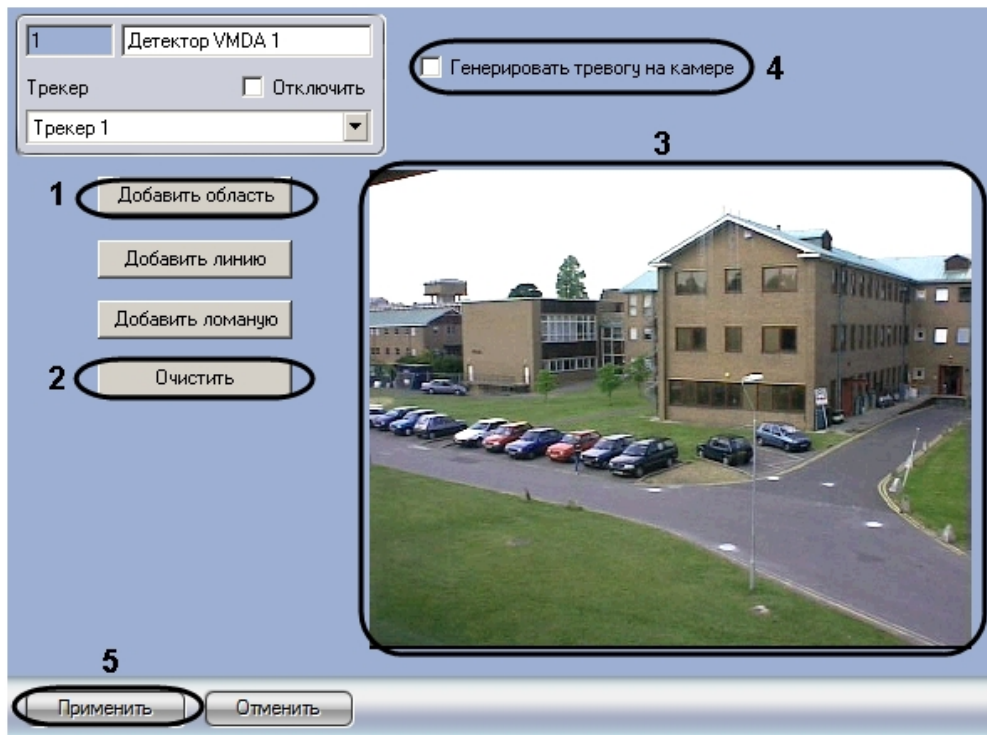 1 Детектор VMDA 1
Трекер Отключить
Трекер 1
Генерировать тревогу на камере 4
3
1 Добавить область
Добавить линию
Добавить ломаную
2 Очистить
5
Применить Отменить